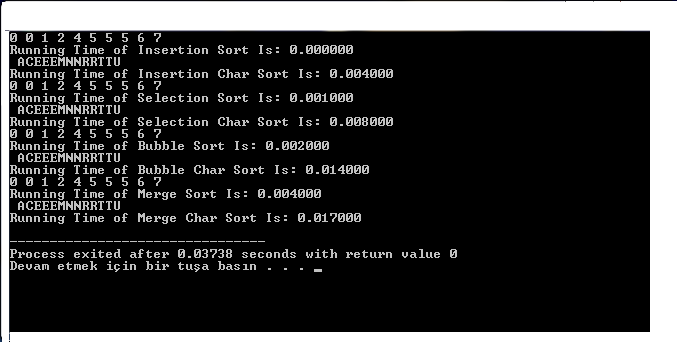 0 0 1 2 4 5 5 5 5 6 7
Running Time of Insertion Sort Is: 0.000000
ACEEEMNNRRTTU
Running Time of Insertion Char Sort Is: 0.004000
0 0 1 2 4 5 5 5 5 6 7
Running Time of Selection Sort Is: 0.001000
ACEEEMNNRRTTU
Running Time of Selection Char Sort Is: 0.008000
0 0 1 2 4 5 5 5 5 6 7
Running Time of Bubble Sort Is: 0.002000
ACEEEMNNRRTTU
Running Time of Bubble Char Sort Is: 0.014000
0 0 1 2 4 5 5 5 5 6 7
Running Time of Merge Sort Is: 0.004000
ACEEEMNNRRTTU
Running Time of Merge Char Sort Is: 0.017000
--------------------------------
Process exited after 0.03738 seconds with return value 0
Devam etmek için bir tuşa basın . . . _